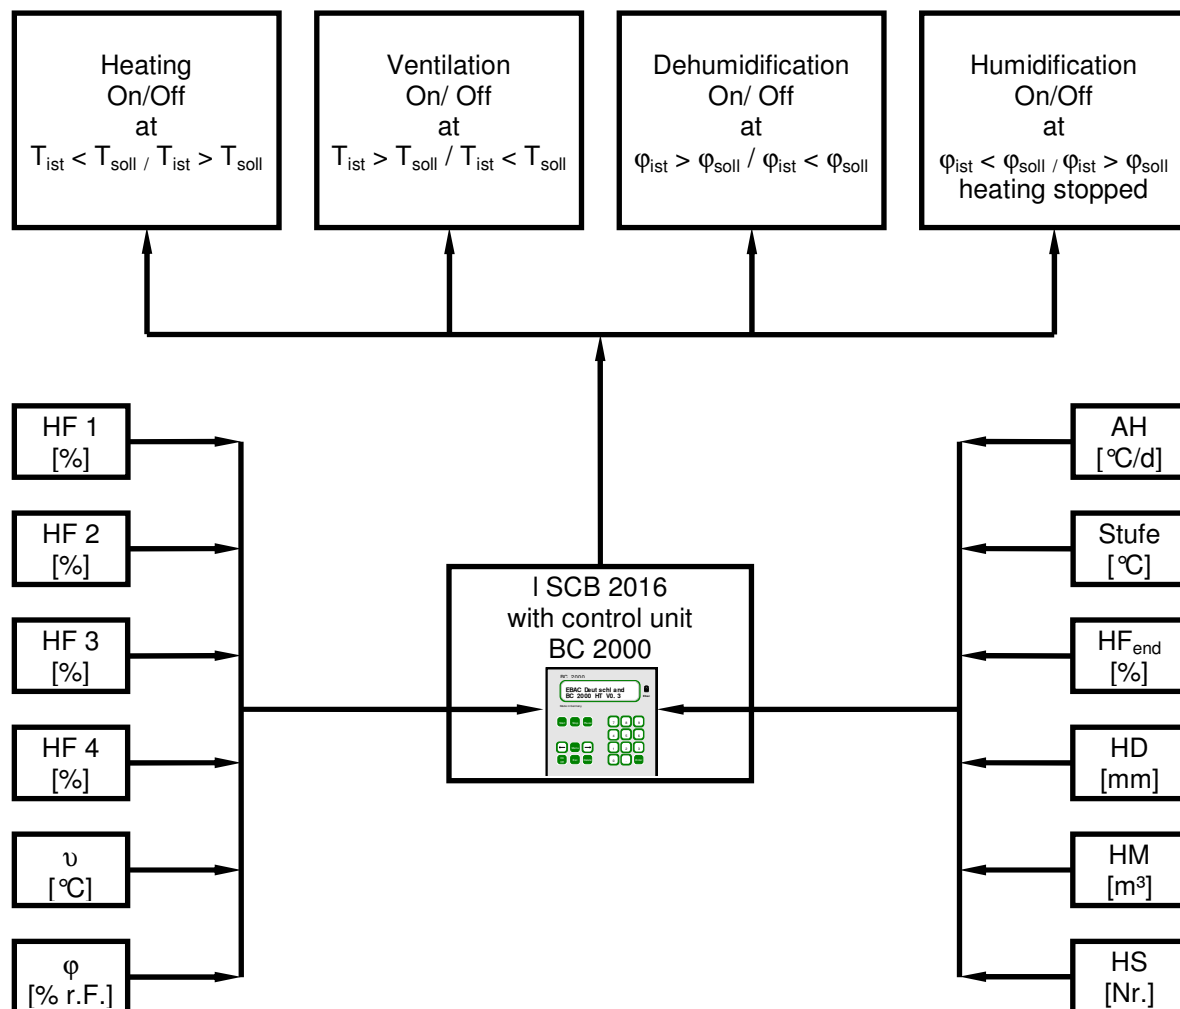 Heating
On/Off
at
T_ist < T_soll / T_ist > T_soll
Ventilation
On/ Off
at
T_ist > T_soll / T_ist < T_soll
Dehumidification
On/ Off
at
φ_ist > φ_soll / φ_ist < φ_soll
Humidification
On/Off
at
φ_ist < φ_soll / φ_ist > φ_soll
heating stopped
HF 1
[%]
HF 2
[%]
HF 3
[%]
HF 4
[%]
υ
[°C]
φ
[% r.F.]
I SCB 2016
with control unit
BC 2000
BC 2000
EBAC Deutschland
BC 2000 HT V0. 3
AH
[°C/d]
Stufe
[°C]
HF_end
[%]
HD
[mm]
HM
[m³]
HS
[Nr.]